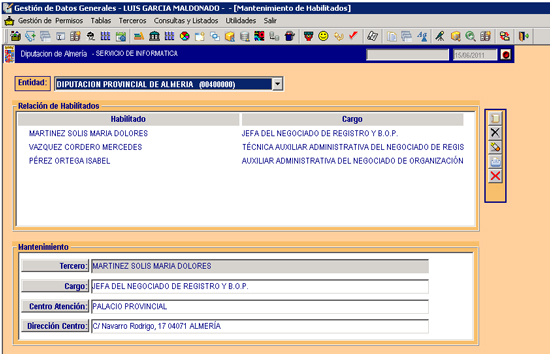 Gestión de Datos Generales - LUIS GARCIA MALDONADO - - [Mantenimiento de Habilitados]
Gestión de Permisos Tablas Terceros Consultas y Listados Utilidades Salir
Diputacion de Almería - SERVICIO DE INFORMATICA
15/06/2011
Entidad: DIPUTACION PROVINCIAL DE ALMERIA (00400000)
Relación de Habilitados
Habilitado Cargo
MARTINEZ SOLIS MARIA DOLORES JEFA DEL NEGOCIADO DE REGISTRO Y B.O.P.
VAZQUEZ CORDERO MERCEDES TÉCNICA AUXILIAR ADMINISTRATIVA DEL NEGOCIADO DE REGIS
PÉREZ ORTEGA ISABEL AUXILIAR ADMINISTRATIVA DEL NEGOCIADO DE ORGANIZACIÓN
Mantenimiento
Tercero: MARTINEZ SOLIS MARIA DOLORES
Cargo: JEFA DEL NEGOCIADO DE REGISTRO Y B.O.P.
Centro Atención: PALACIO PROVINCIAL
Dirección Centro: C/ Navarro Rodrigo, 17 04071 ALMERÍA